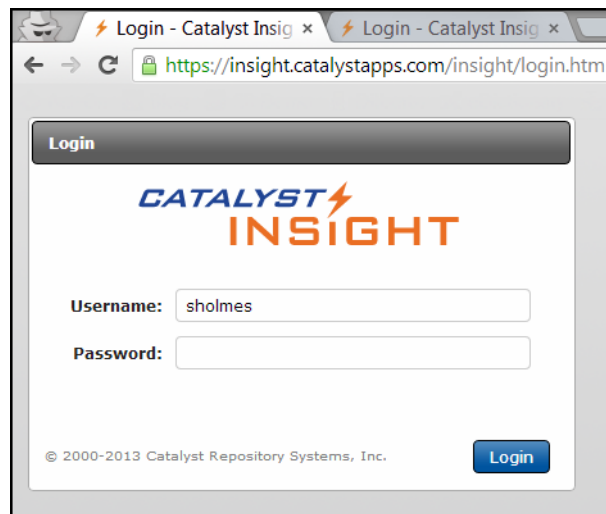 Login - Catalyst Insig
Login - Catalyst Insig
https://insight.catalystapps.com/insight/login.htm
Login
CATALYST
INSIGHT
Username: sholmes
Password:
© 2000-2013 Catalyst Repository Systems, Inc.
Login